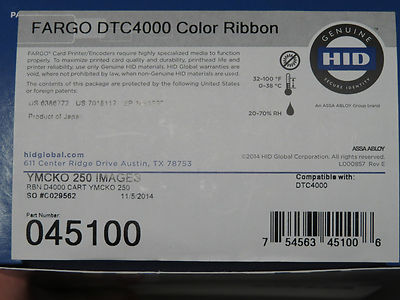 FARGO DTC4000 Color Ribbon
FARGO® Card Printer/Encoders require highly specialized media to function
properly. To maximize printed card quality and durability, printhead life and
printer reliability, use only Genuine HID materials. HID Global warranties are
void, where not prohibited by law, when non-Genuine HID materials are used.
The contents of this package are protected by the following patents:
United States
US 6386772 US 7018117
Product of Japan
32-100 °F
0-38 °C
20-70% RH
GENUINE
HID
SECURE IDENTITY
An ASSA ABLOY Group brand
ASSA ABLOY
hidglobal.com
611 Center Ridge Drive Austin, TX 78753
©2014 HID Global Corporation. All rights reserved.
L000857 Rev E
YMCKO 250 IMAGES
RBN D4000 CART YMCKO 250
SO #C029562 11/5/2014
Compatible with:
DTC4000
Part Number:
045100
7 54563 45100 6